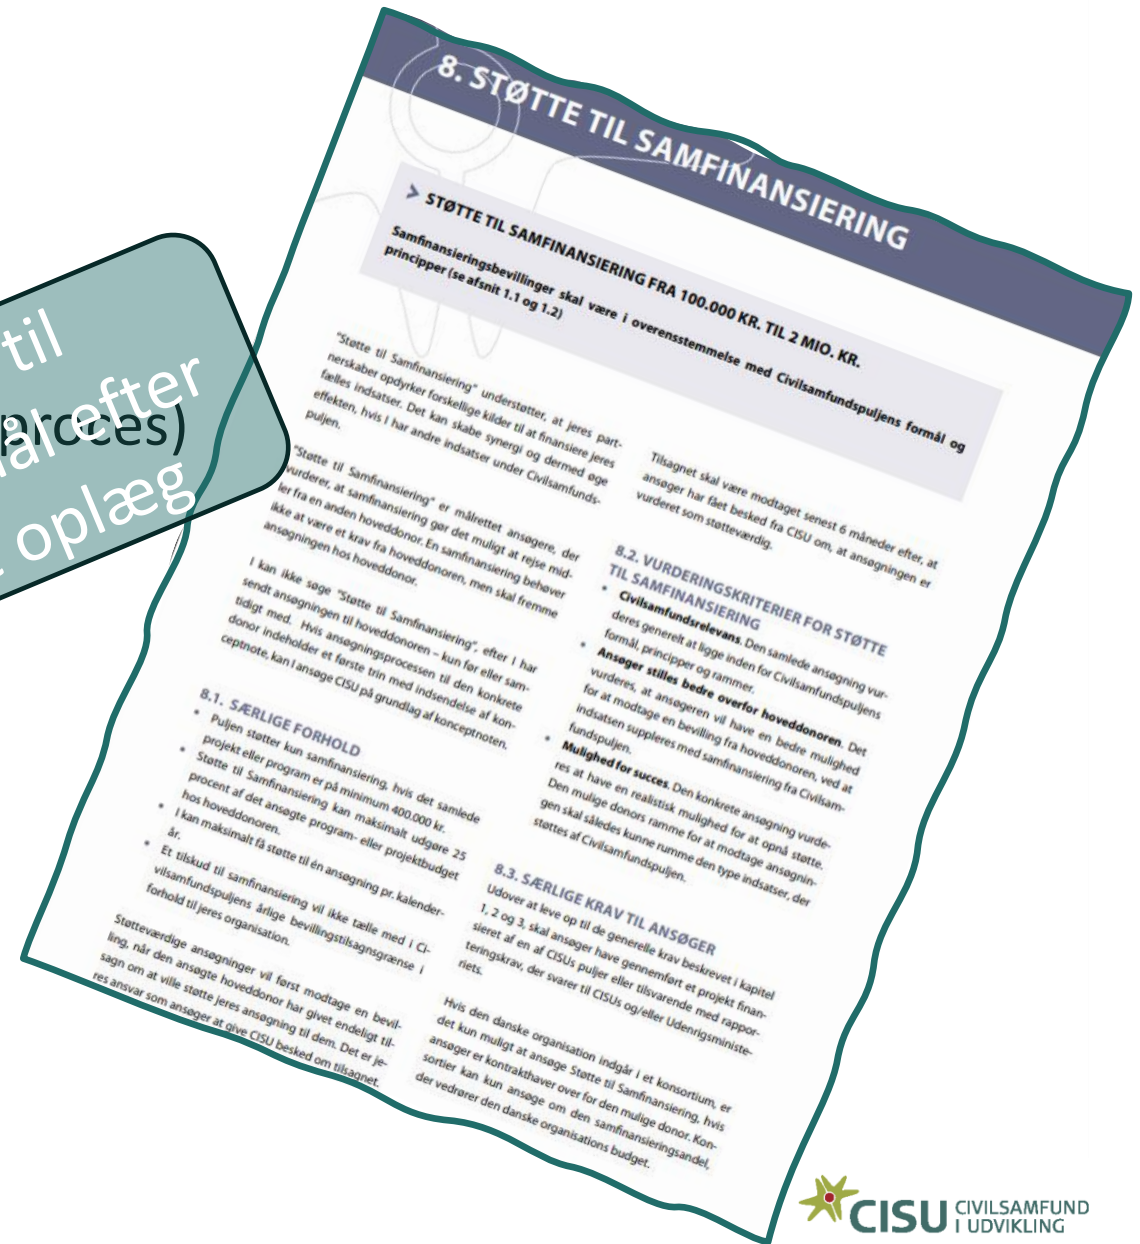 8. STØTTE TIL SAMFINANSIERING
STØTTE TIL SAMFINANSIERING FRA 100.000 KR. TIL 2 MIO. KR.
Samfinansieringsbevillinger skal være i overensstemmelse med Civilsamfundspuljens formål og
principper (se afsnit 1.1 og 1.2)
til
efter
proces)
oplæg
"Støtte til Samfinansiering" understøtter, at jeres part-
nerskaber opdyrker forskellige kilder til at finansiere jeres
fælles indsatser. Det kan skabe synergi og dermed øge
effekten, hvis I har andre indsatser under Civilsamfunds-
puljen.
"Støtte til Samfinansiering" er målrettet ansøgere, der
vurderer, at samfinansiering gør det muligt at rejse mid-
ler fra en anden hoveddonor. En samfinansiering behøver
ikke at være et krav fra hoveddonoren, men skal fremme
ansøgningen hos hoveddonor.
I kan ikke søge "Støtte til Samfinansiering", efter I har
sendt ansøgningen til hoveddonoren – kun før eller sam-
tidigt med. Hvis ansøgningsprocessen til den konkrete
donor indeholder et første trin med indsendelse af kon-
ceptnote, kan I ansøge CISU på grundlag af konceptnoten.
8.1. SÆRLIGE FORHOLD
• Puljen støtter kun samfinansiering, hvis det samlede
projekt eller program er på minimum 400.000 kr.
• Støtte til Samfinansiering kan maksimalt udgøre 25
procent af det ansøgte program- eller projektbudget
hos hoveddonoren.
• I kan maksimalt få støtte til én ansøgning pr. kalender-
år.
• Et tilskud til samfinansiering vil ikke tælle med i Ci-
vilsamfundspuljens årlige bevillingstilsagnsgrænse i
forhold til jeres organisation.
Støtteværdige ansøgninger vil først modtage en bevil-
ling, når den ansøgte hoveddonor har givet endeligt til-
sagn om at ville støtte jeres ansøgning til dem. Det er je-
res ansvar som ansøger at give CISU besked om tilsagnet.
Tilsagnet skal være modtaget senest 6 måneder efter, at
ansøger har fået besked fra CISU om, at ansøgningen er
vurderet som støtteværdig.
8.2. VURDERINGSKRITERIER FOR STØTTE
TIL SAMFINANSIERING
• Civilsamfundsrelevans. Den samlede ansøgning vur-
deres generelt at ligge inden for Civilsamfundspuljens
formål, principper og rammer.
• Ansøger stilles bedre overfor hoveddonoren. Det
vurderes, at ansøgeren vil have en bedre mulighed
for at modtage en bevilling fra hoveddonoren, ved at
indsatsen suppleres med samfinansiering fra Civilsam-
fundspuljen.
• Mulighed for succes. Den konkrete ansøgning vurde-
res at have en realistisk mulighed for at opnå støtte.
Den mulige donors ramme for at modtage ansøgnin-
gen skal således kunne rumme den type indsatser, der
støttes af Civilsamfundspuljen.
8.3. SÆRLIGE KRAV TIL ANSØGER
Udover at leve op til de generelle krav beskrevet i kapitel
1, 2 og 3, skal ansøger have gennemført et projekt finan-
sieret af en af CISUs puljer eller tilsvarende med rappor-
teringskrav, der svarer til CISUs og/eller Udenrigsministe-
riets.
Hvis den danske organisation indgår i et konsortium, er
det kun muligt at ansøge Støtte til Samfinansiering, hvis
ansøger er kontrakthaver over for den mulige donor. Kon-
sortier kan kun ansøge om den samfinansieringsandel,
der vedrører den danske organisations budget.
CISU CIVILSAMFUND
I UDVIKLING